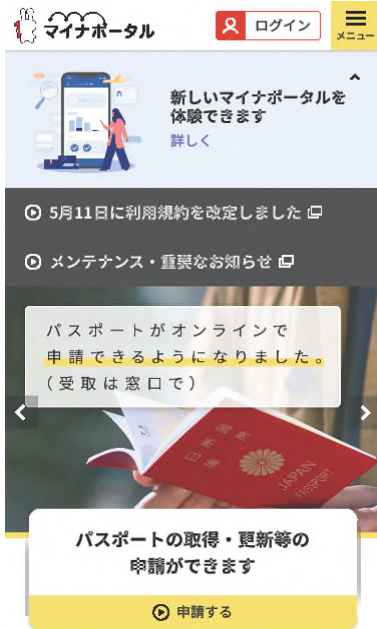 マイナポータル
ログイン
メニュー
新しいマイナポータルを
体験できます
詳しく
5月11日に利用規約を改定しました
メンテナンス・重要なお知らせ
パスポートがオンラインで
申請できるようになりました。
(受取は窓口で)
日本国
旅券
JAPAN
PASSPORT
パスポートの取得・更新等の
申請ができます
申請する